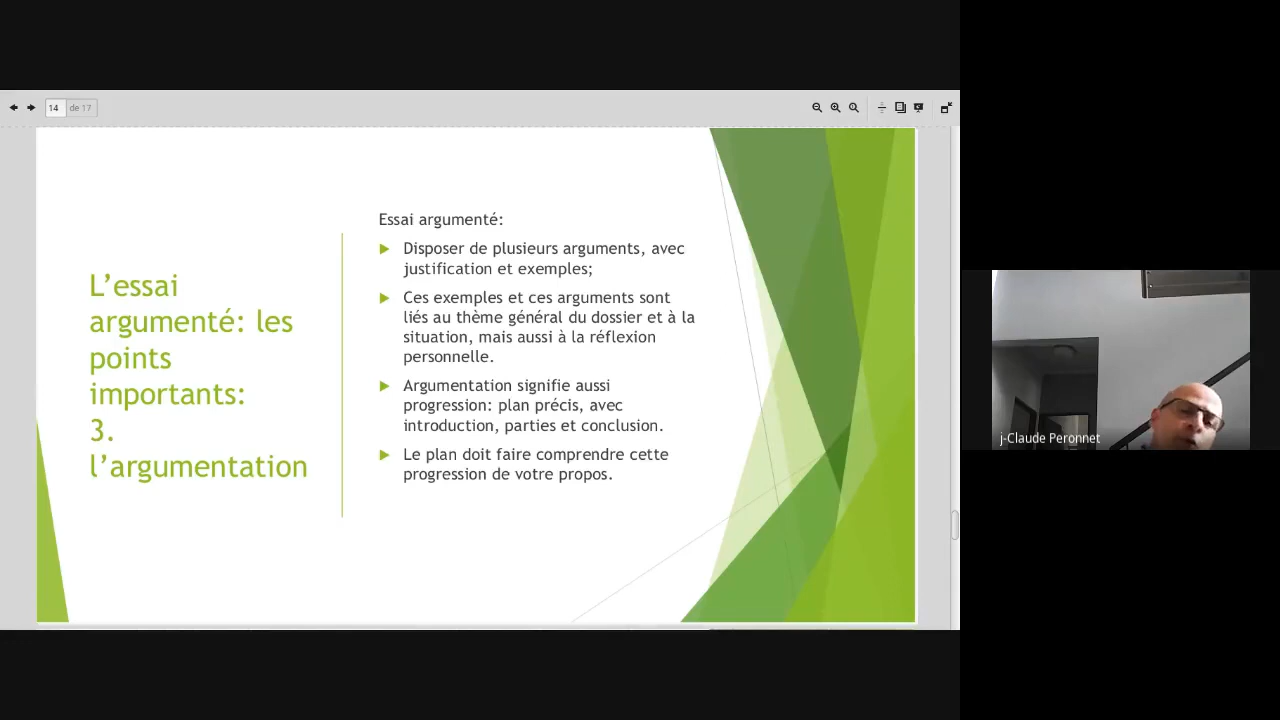 14 de 17
L’essai
argumenté: les
points
importants:
3.
l’argumentation
Essai argumenté:
Disposer de plusieurs arguments, avec
justification et exemples;
Ces exemples et ces arguments sont
liés au thème général du dossier et à la
situation, mais aussi à la réflexion
personnelle.
Argumentation signifie aussi
progression: plan précis, avec
introduction, parties et conclusion.
Le plan doit faire comprendre cette
progression de votre propos.
j-Claude Peronnet